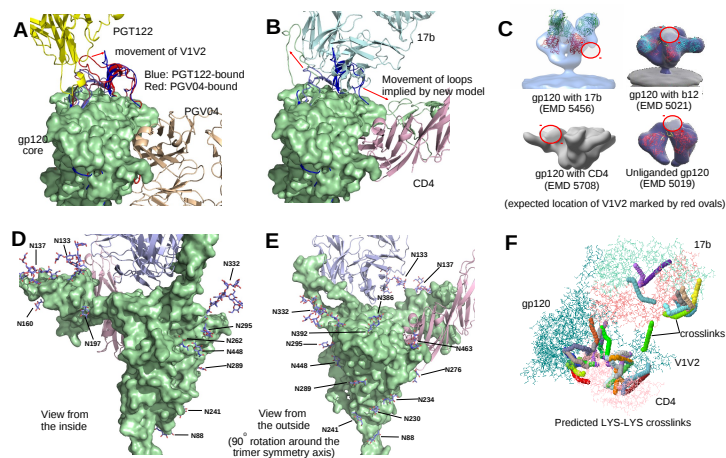 A
PGT122
movement of V1V2
Blue: PGT122-bound
Red: PGV04-bound
PGV04
gp120
core
B
17b
Movement of loops
implied by new model
CD4
C
gp120 with 17b
(EMD 5456)
gp120 with b12
(EMD 5021)
gp120 with CD4
(EMD 5708)
Unliganded gp120
(EMD 5019)
(expected location of V1V2 marked by red ovals)
D
N137
N133
N332
N160
N197
N295
N262
N448
N289
N241
N88
View from
the inside
E
N133
N137
N332
N386
N392
N295
N463
N448
N276
N289
N234
N241
N230
N88
View from
the outside
(90° rotation around the
trimer symmetry axis)
F
17b
gp120
crosslinks
V1V2
CD4
Predicted LYS-LYS crosslinks